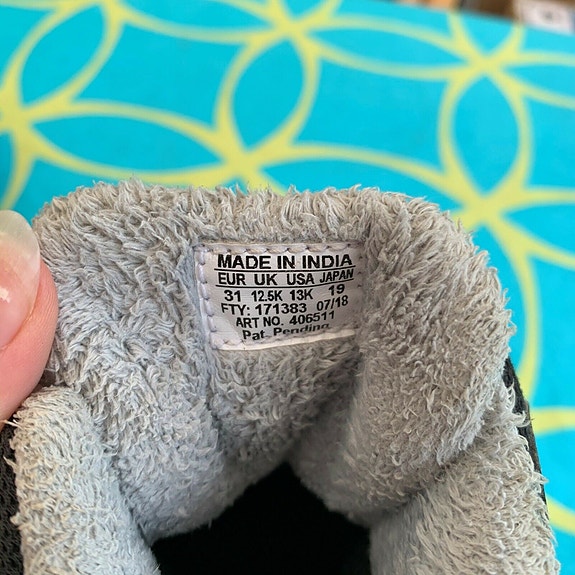 MADE IN INDIA
EUR UK USA JAPAN
31 12.5K 13K 19
FTY: 171383 07/18
ART NO. 406511
Pat. Pending